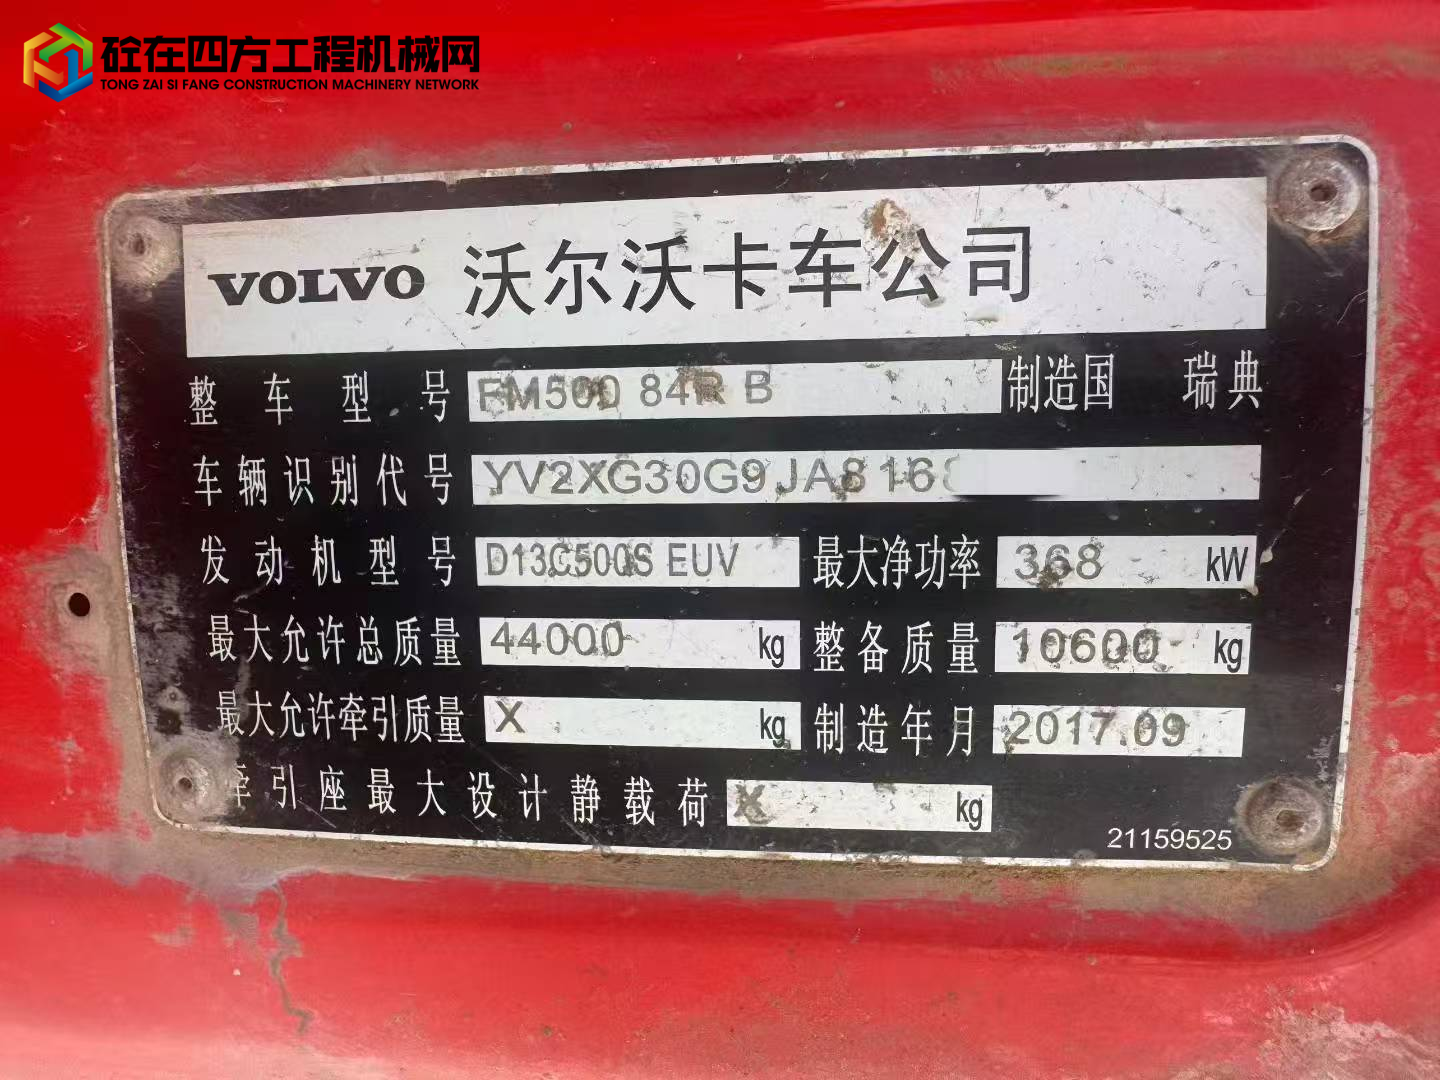 砼在四方工程机械网
TONG ZAI SI FANG CONSTRUCTION MACHINERY NETWORK
VOLVO 沃尔沃卡车公司
整车型号 FM500 84R B 制造国 瑞典
车辆识别代号 YV2XG30G9JA8168
发动机型号 D13C500S EUV 最大净功率 368 kW
最大允许总质量 44000 kg 整备质量 10600 kg
最大允许牵引质量 X kg 制造年月 2017.09
牵引座最大设计静载荷 X kg
21159525